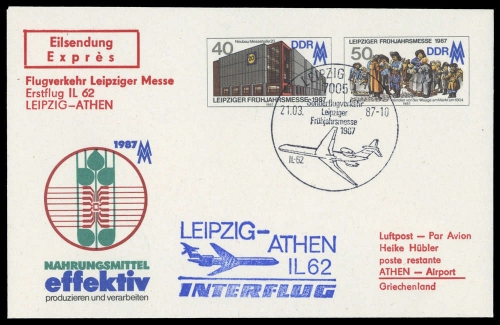 Eilsendung
Exprès
Flugverkehr Leipziger Messe
Erstflug IL 62
LEIPZIG–ATHEN
40
DDR
LEIPZIGER FRÜHJAHRSMESSE · 1987
50
LEIPZIGER FRÜHJAHRSMESSE 1987
DDR
LEIPZIG
7005
Sonderflugverkehr
21.03. Leipziger 87-10
Frühjahrsmesse
1987
IL-62
1987
NAHRUNGSMITTEL
effektiv
produzieren und verarbeiten
LEIPZIG–
ATHEN
IL62
INTERFLUG
Luftpost – Par Avion
Heike Hübler
poste restante
ATHEN – Airport
Griechenland